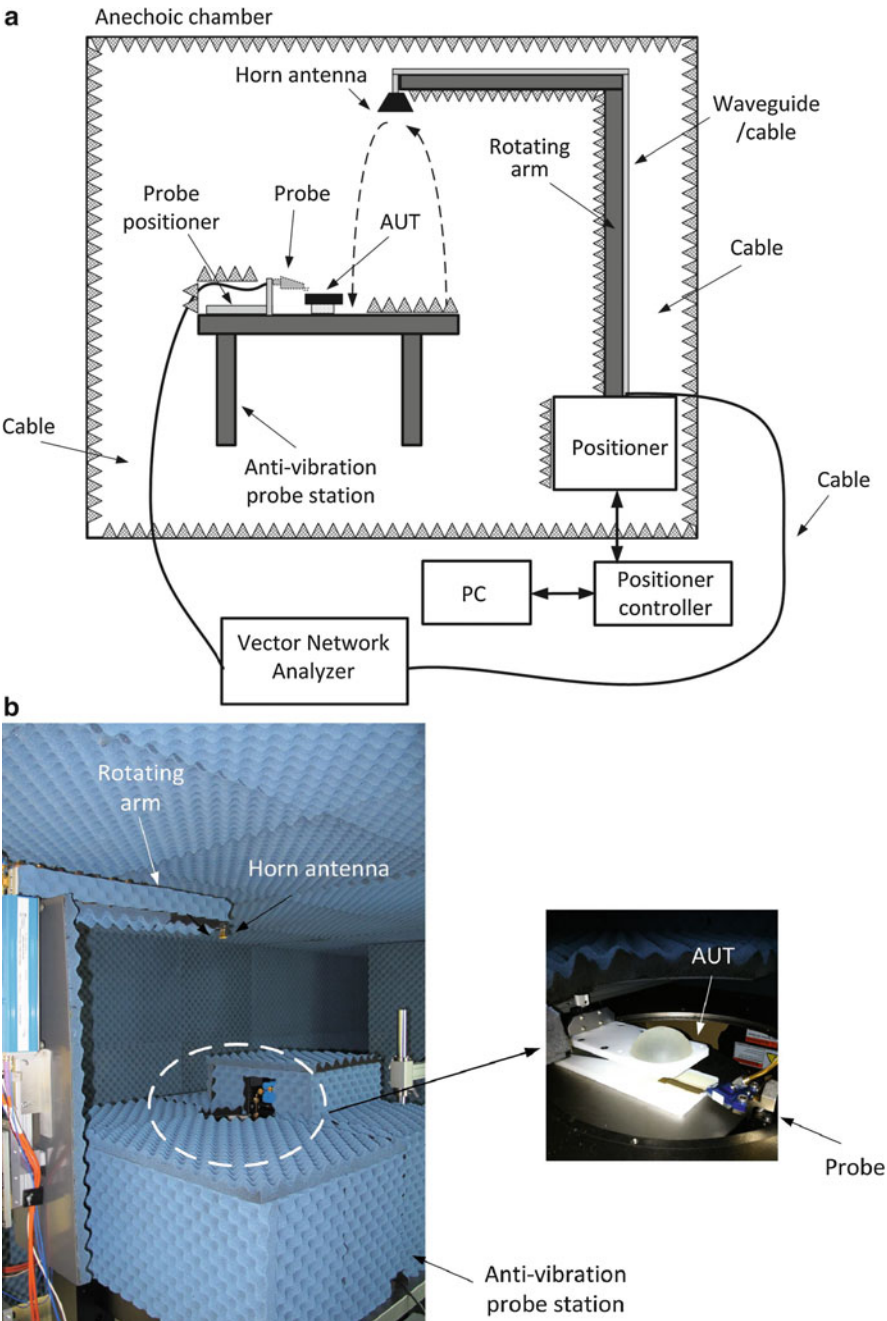 a
Anechoic chamber
Horn antenna
Waveguide
/cable
Rotating
arm
Probe
positioner
Probe
AUT
Cable
Cable
Anti-vibration
probe station
Positioner
Cable
PC
Positioner
controller
Vector Network
Analyzer
b
Rotating
arm
Horn antenna
AUT
Probe
Anti-vibration
probe station